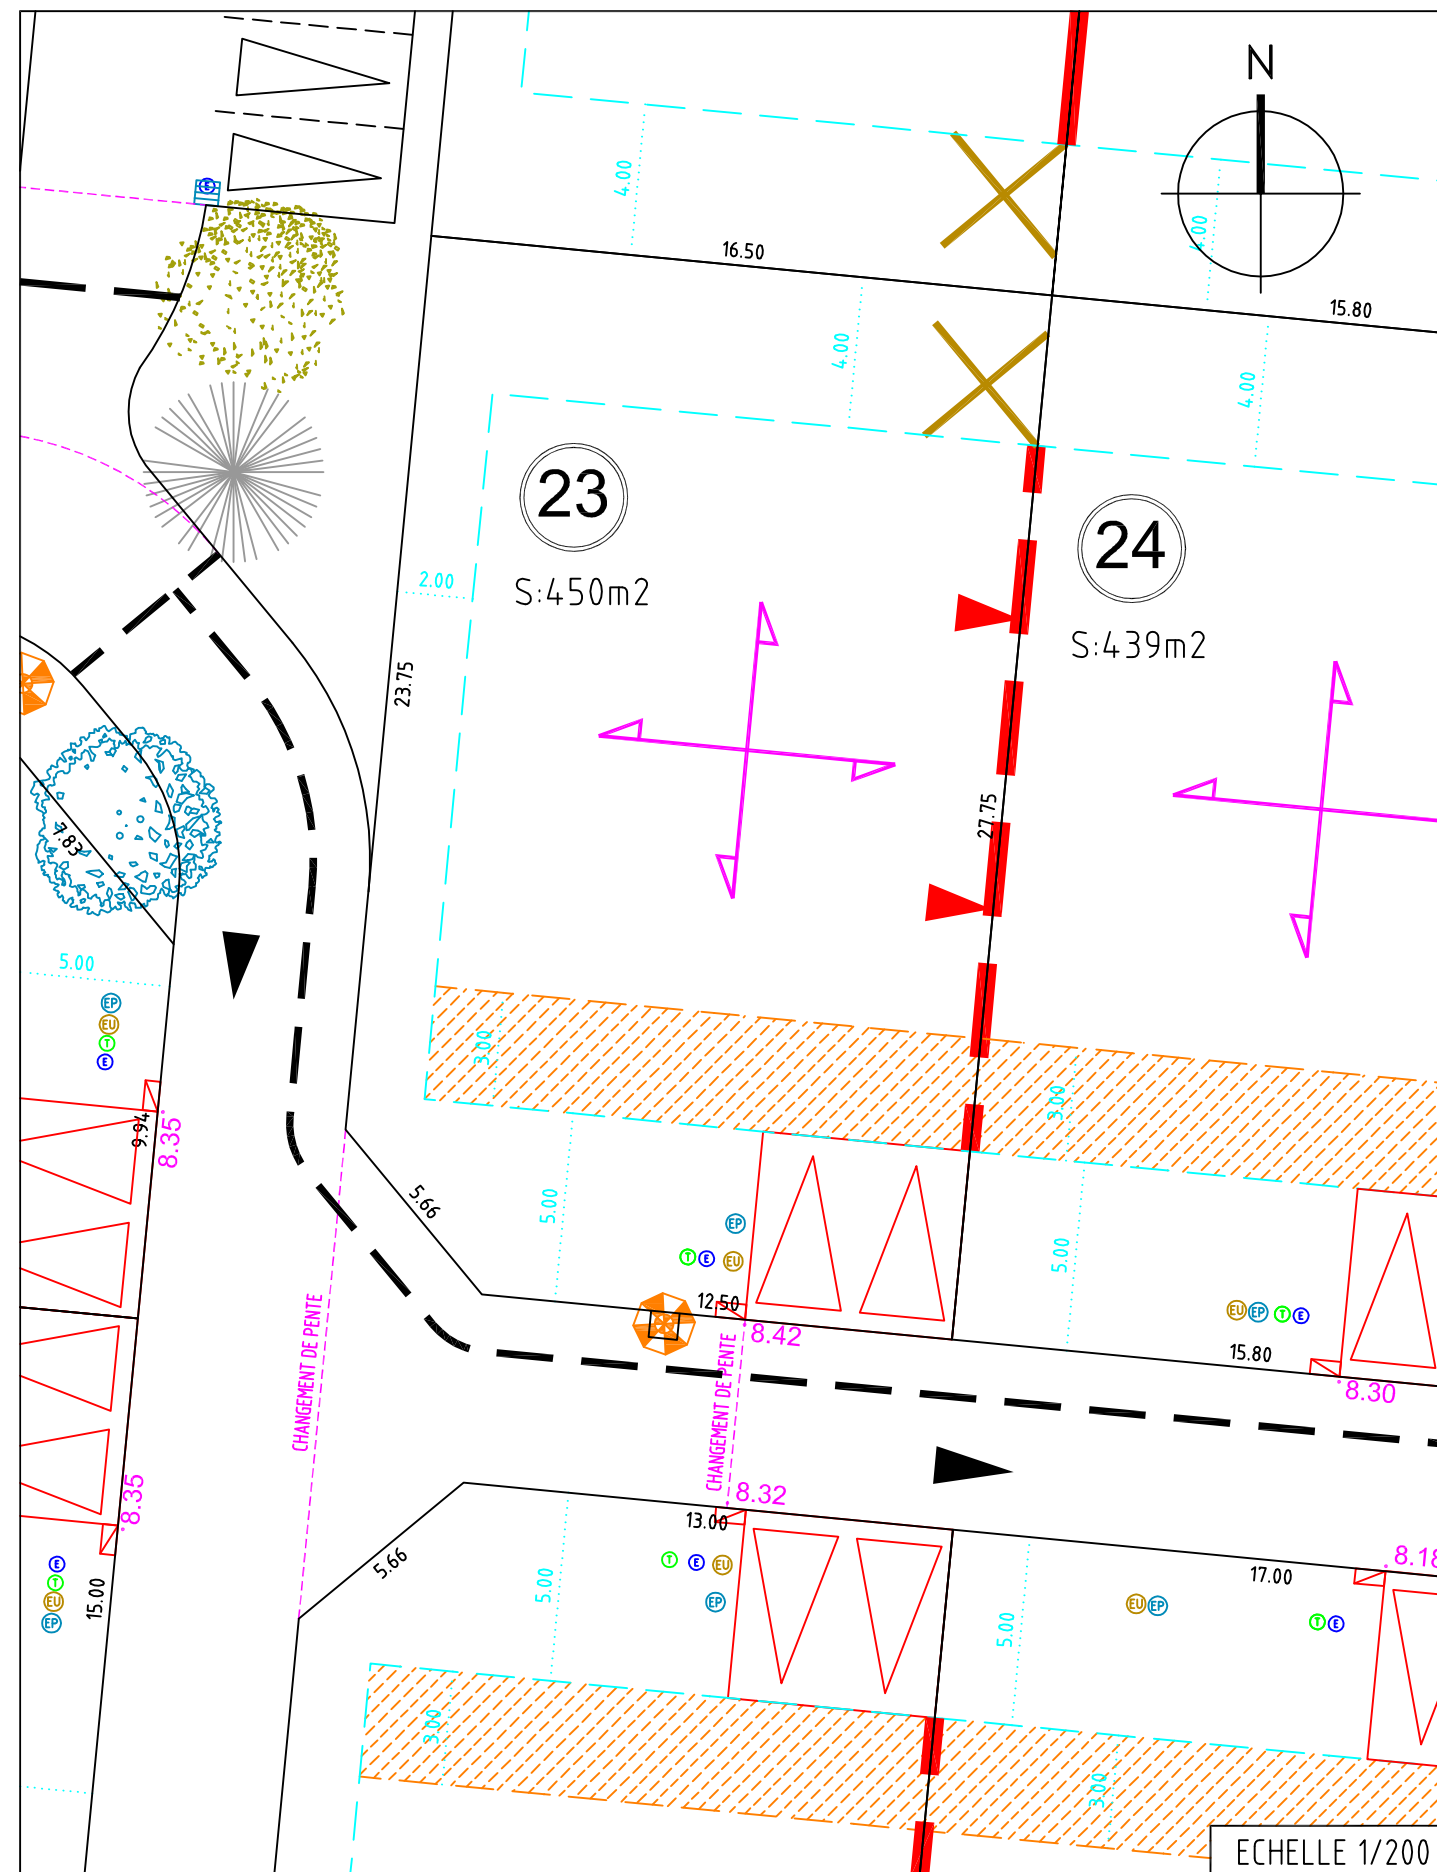 N
E
4.00
16.50
4.00
15.80
4.00
4.00
23
S:450m2
24
S:439m2
2.00
23.75
27.75
7.83
5.00
EP
EU
T
E
3.00
3.00
9.94
8.35
5.66
5.00
EP
T
E
EU
5.00
12.50
8.42
EU
EP
T
E
15.80
8.30
CHANGEMENT DE PENTE
CHANGEMENT DE PENTE
8.35
8.32
13.00
8.18
17.00
5.66
T
E
EU
EP
5.00
5.00
EU
EP
T
E
E
T
EU
EP
15.00
3.00
3.00
ECHELLE 1/200